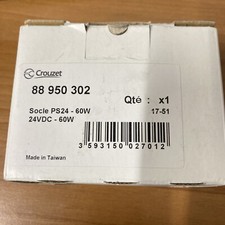 Crouzet
88 950 302
Socle PS24 - 60W
24VDC - 60W
Qté : x1
17-51
3 593150 027012
Made in Taiwan